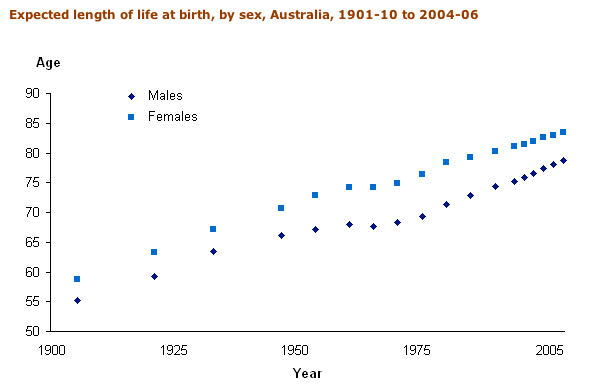 Expected length of life at birth, by sex, Australia, 1901-10 to 2004-06
Age
Males
Females
90
85
80
75
70
65
60
55
50
1900 1925 1950 1975 2005
Year